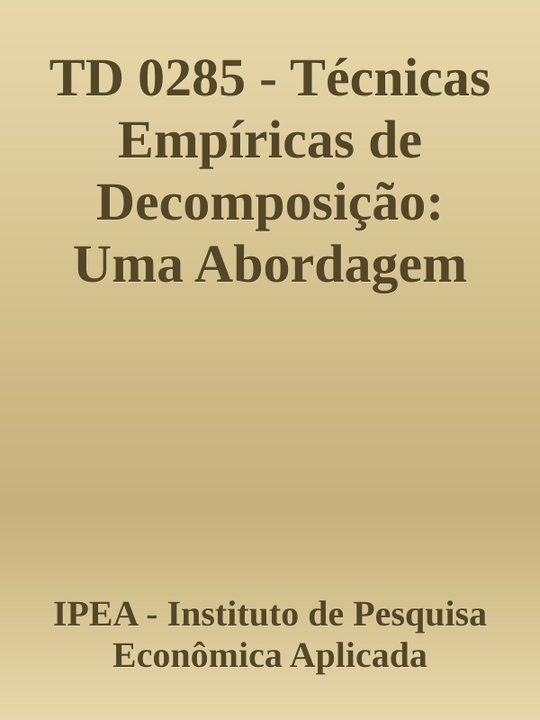 TD 0285 - Técnicas
Empíricas de
Decomposição:
Uma Abordagem
IPEA - Instituto de Pesquisa
Econômica Aplicada